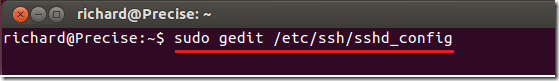 richard@Precise: ~
richard@Precise:~$ sudo gedit /etc/ssh/sshd_config